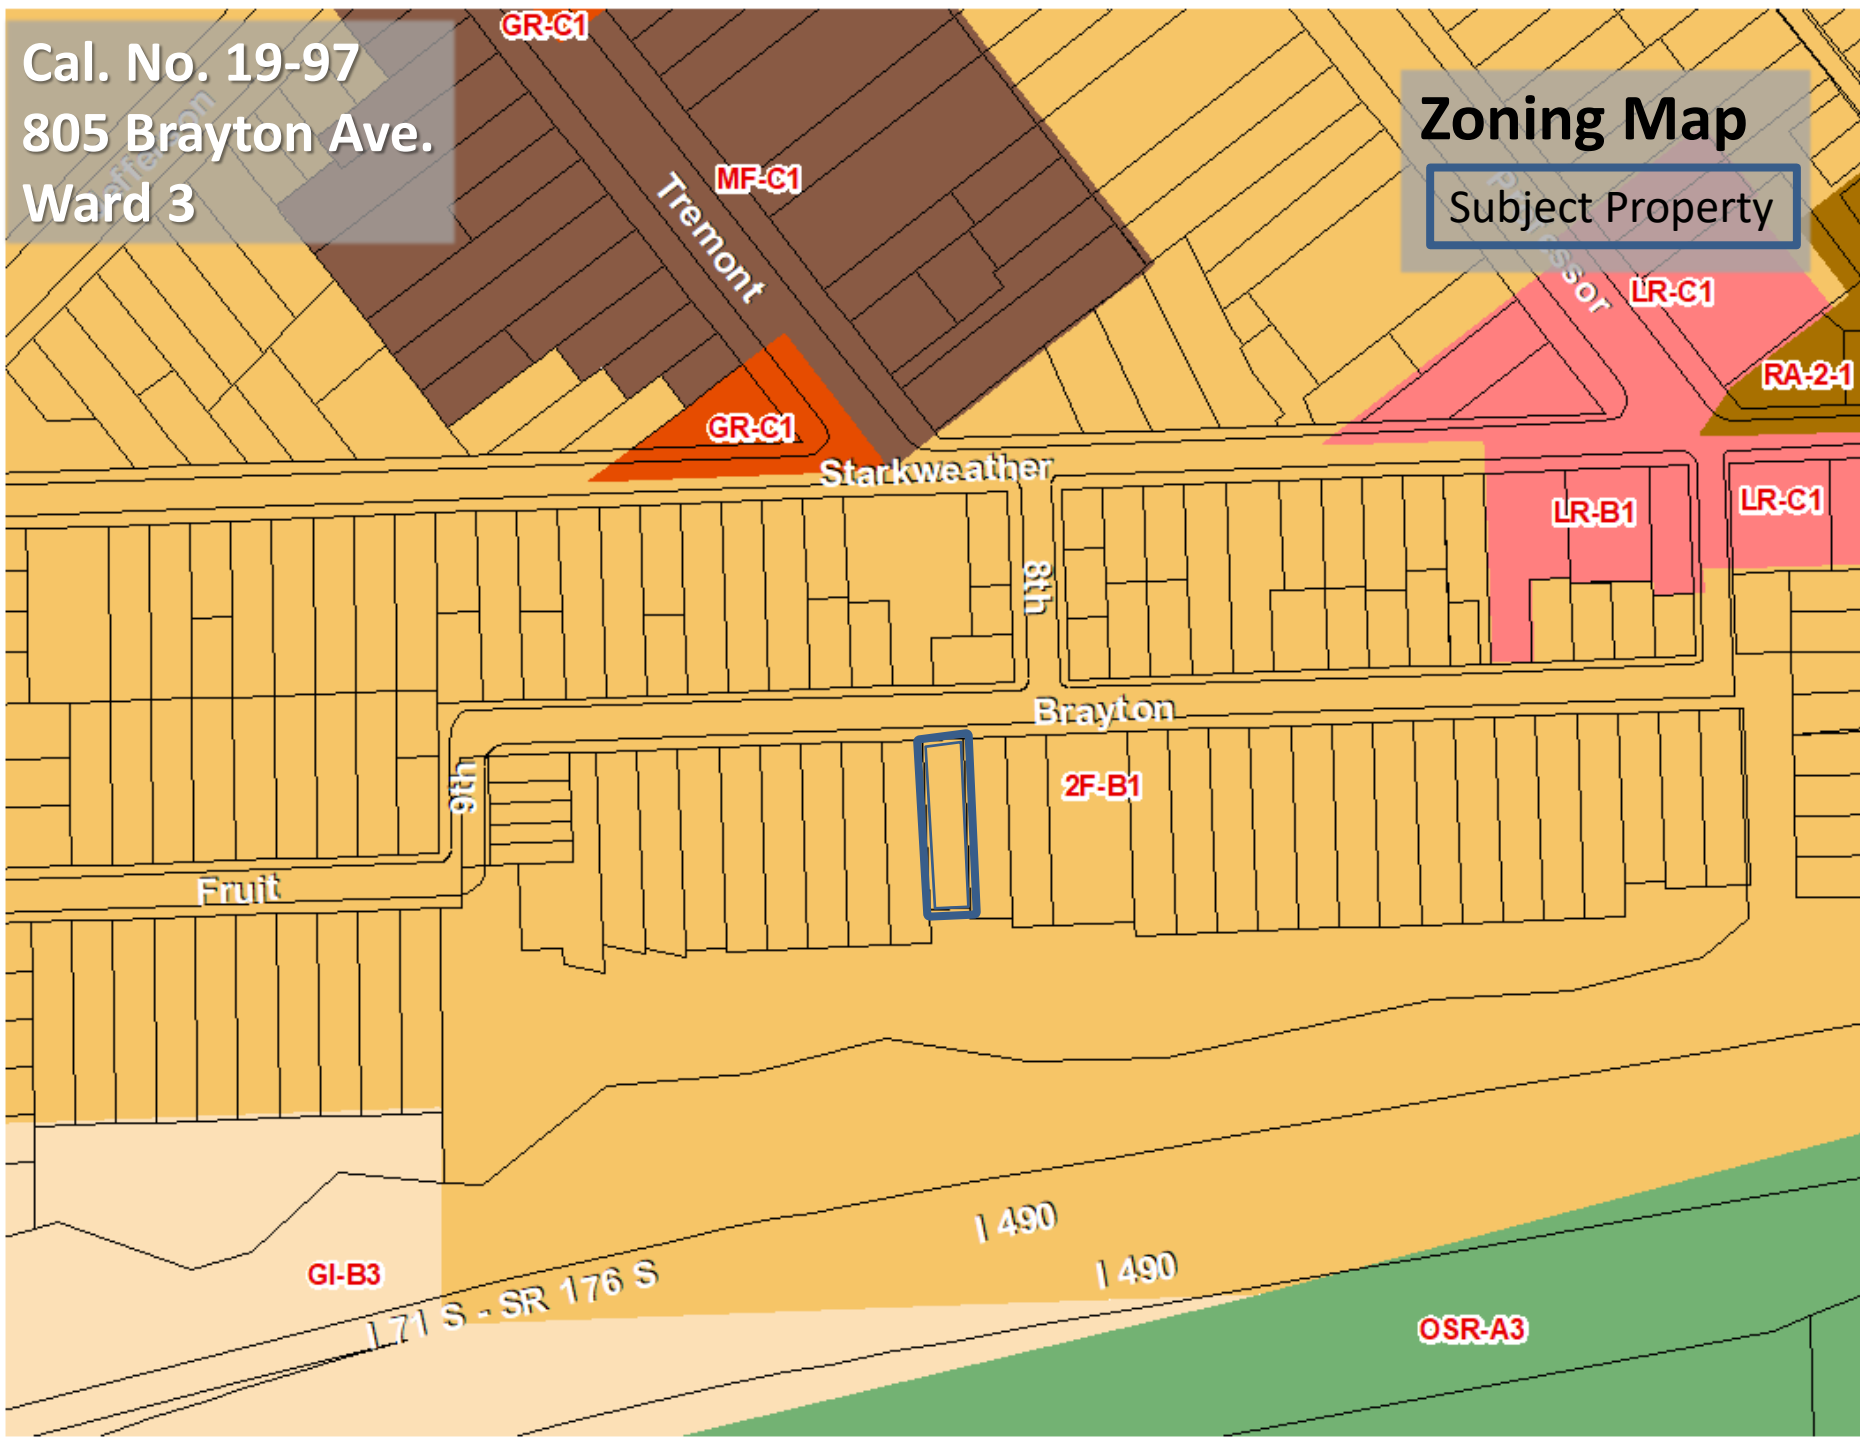 GR-C1
Cal. No. 19-97
805 Brayton Ave.
Ward 3
Jefferson
Zoning Map
Subject Property
MF-C1
Tremont
Professor
LR-C1
RA-2-1
GR-C1
Starkweather
LR-B1
LR-C1
8th
Brayton
9th
2F-B1
Fruit
I 490
I 490
GI-B3
I 71 S - SR 176 S
OSR-A3